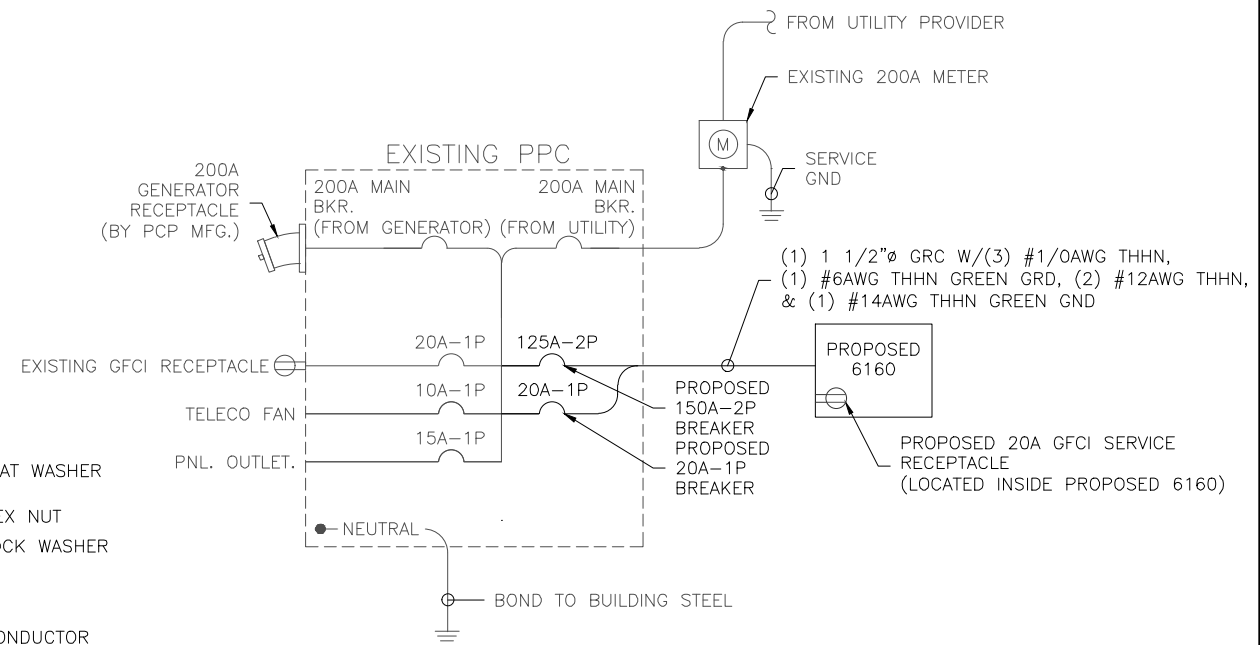 FROM UTILITY PROVIDER
EXISTING 200A METER
M
SERVICE
GND
EXISTING PPC
200A
GENERATOR
RECEPTACLE
(BY PCP MFG.)
200A MAIN
BKR.
(FROM GENERATOR)
200A MAIN
BKR.
(FROM UTILITY)
(1) 1 1/2"ø GRC W/(3) #1/0AWG THHN,
(1) #6AWG THHN GREEN GRD, (2) #12AWG THHN,
& (1) #14AWG THHN GREEN GND
EXISTING GFCI RECEPTACLE
20A-1P
125A-2P
TELECO FAN
10A-1P
20A-1P
PNL. OUTLET.
15A-1P
PROPOSED
150A-2P
BREAKER
PROPOSED
20A-1P
BREAKER
PROPOSED
6160
PROPOSED 20A GFCI SERVICE
RECEPTACLE
(LOCATED INSIDE PROPOSED 6160)
AT WASHER
EX NUT
OCK WASHER
ONDUCTOR
NEUTRAL
BOND TO BUILDING STEEL